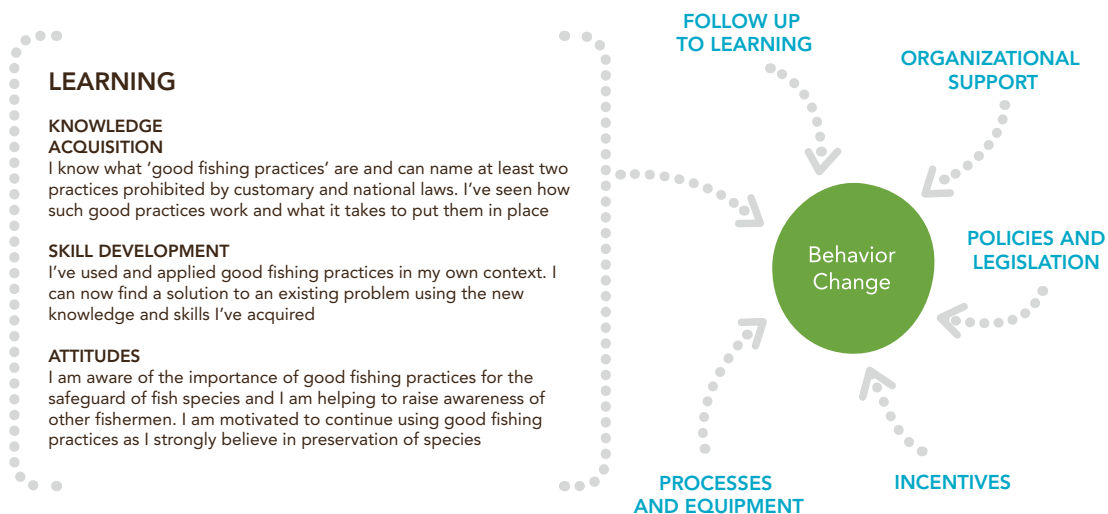 LEARNING
KNOWLEDGE
ACQUISITION
I know what ‘good fishing practices’ are and can name at least two
practices prohibited by customary and national laws. I’ve seen how
such good practices work and what it takes to put them in place
SKILL DEVELOPMENT
I’ve used and applied good fishing practices in my own context. I
can now find a solution to an existing problem using the new
knowledge and skills I’ve acquired
ATTITUDES
I am aware of the importance of good fishing practices for the
safeguard of fish species and I am helping to raise awareness of
other fishermen. I am motivated to continue using good fishing
practices as I strongly believe in preservation of species
FOLLOW UP
TO LEARNING
ORGANIZATIONAL
SUPPORT
POLICIES AND
LEGISLATION
Behavior
Change
PROCESSES
AND EQUIPMENT
INCENTIVES